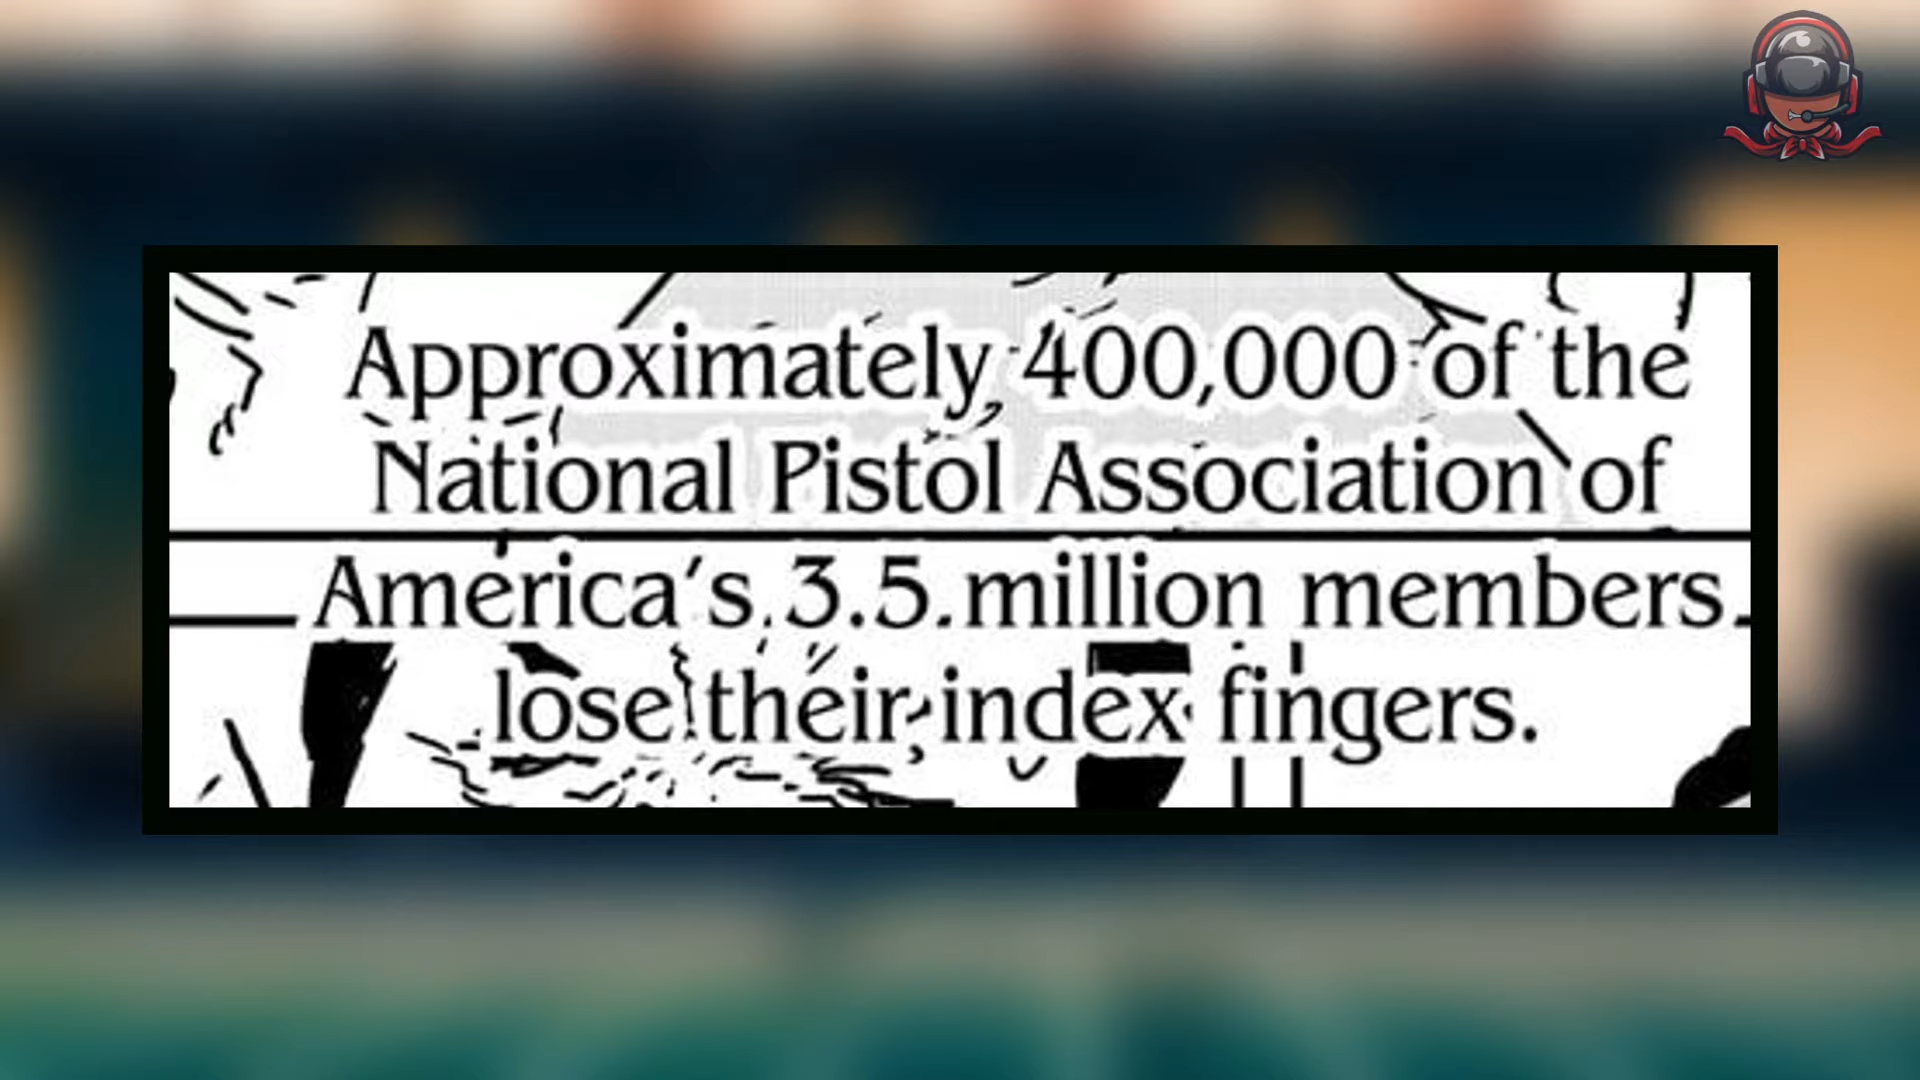 Approximately 400,000 of the
National Pistol Association of
America's 3.5 million members
lose their index fingers.